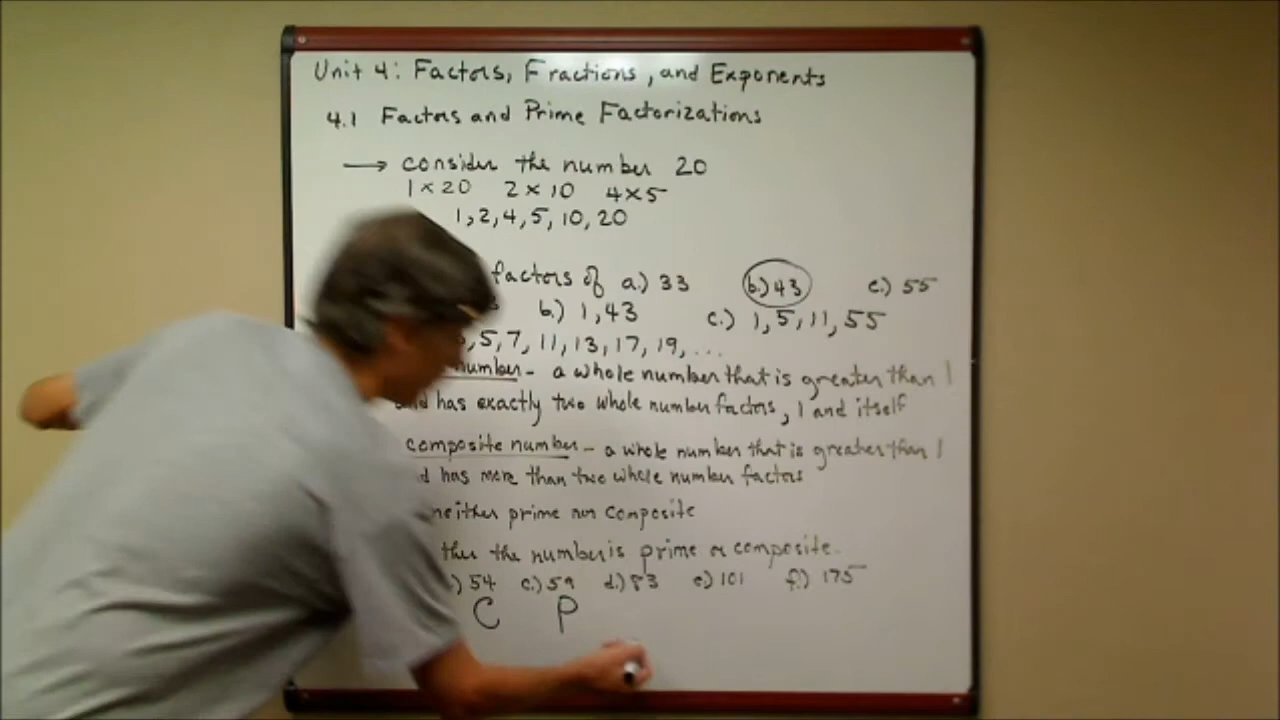 Unit 4: Factors, Fractions, and Exponents
4.1 Factors and Prime Factorizations
→ consider the number 20
1 × 20 2 × 10 4 × 5
1, 2, 4, 5, 10, 20
factors of a.) 33 b.) 43 c.) 55
b.) 1, 43 c.) 1, 5, 11, 55
, 5, 7, 11, 13, 17, 19, ...
number - a whole number that is greater than 1
has exactly two whole number factors, 1 and itself
composite number - a whole number that is greater than 1
has more than two whole number factors
neither prime nor composite
the number is prime or composite.
) 54 c.) 59 d.) 83 e.) 101 f.) 175
C P